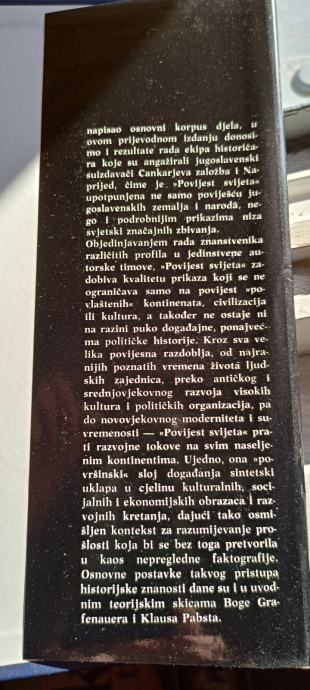 napisao osnovni korpus djela, u
ovom prijevodnom izdanju donosi-
mo i rezultate rada ekipa historiča-
ra koje su angažirali jugoslavenski
suizdavači Cankarjeva založba i Na-
prijed, čime je »Povijest svijeta«
upotpunjena ne samo poviješću ju-
goslavenskih zemalja i naroda, ne-
go i podrobnijim prikazima niza
svjetski značajnih zbivanja.
Objedinjavanjem rada znanstvenika
različitih profila u jedinstvene au-
torske timove, »Povijest svijeta« za-
dobiva kvalitetu prikaza koji se ne
ograničava samo na povijest »po-
vlaštenih« kontinenata, civilizacija
ili kultura, a također ne ostaje ni
na razini puko događajne, ponajveć-
ma političke historije. Kroz sva ve-
lika povijesna razdoblja, od najra-
nijih poznatih vremena života ljud-
skih zajednica, preko antičkog i
srednjovjekovnog razvoja visokih
kultura i političkih organizacija, pa
do novovjekovnog moderniteta i su-
vremenosti — »Povijest svijeta« pra-
ti razvojne tokove na svim naselje-
nim kontinentima. Ujedno, ona »po-
vršinski« sloj događanja sintetski
uklapa u cjelinu kulturalnih, soci-
jalnih i ekonomijskih obrazaca i raz-
vojnih kretanja, dajući tako osmi-
šljen kontekst za razumijevanje pro-
šlosti koja bi se bez toga pretvorila
u kaos nepregledne faktografije.
Osnovne postavke takvog pristupa
historijske znanosti dane su i u uvod-
nim teorijskim skicama Boge Gra-
fenauera i Klausa Pabsta.